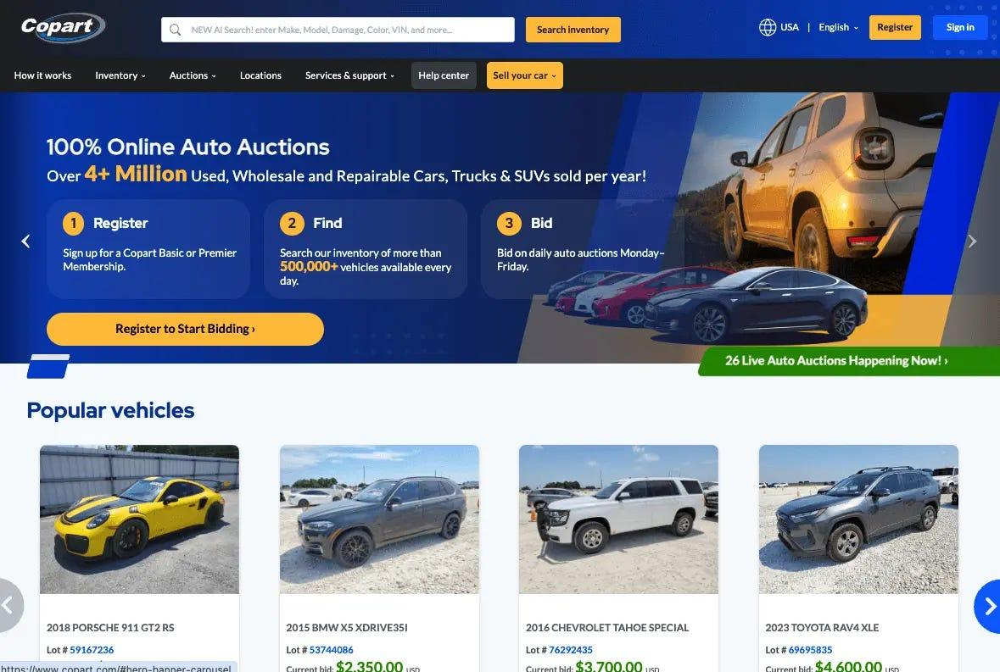 Copart
NEW AI Search! enter Make, Model, Damage, Color, VIN, and more...
Search inventory
USA | English
Register
Sign in
How it works
Inventory
Auctions
Locations
Services & support
Help center
Sell your car
100% Online Auto Auctions
Over 4+ Million Used, Wholesale and Repairable Cars, Trucks & SUVs sold per year!
1 Register
Sign up for a Copart Basic or Premier
Membership.
2 Find
Search our inventory of more than
500,000+ vehicles available every
day.
3 Bid
Bid on daily auto auctions Monday–
Friday.
Register to Start Bidding ›
26 Live Auto Auctions Happening Now! ›
Popular vehicles
2018 PORSCHE 911 GT2 RS
Lot # 59167236
2015 BMW X5 XDRIVE35I
Lot # 53744086
Current bid: $2,350.00 USD
2016 CHEVROLET TAHOE SPECIAL
Lot # 76292435
Current bid: $3,700.00 USD
2023 TOYOTA RAV4 XLE
Lot # 69695835
Current bid: $4,600.00 USD
https://www.copart.com/#hero-banner-carousel